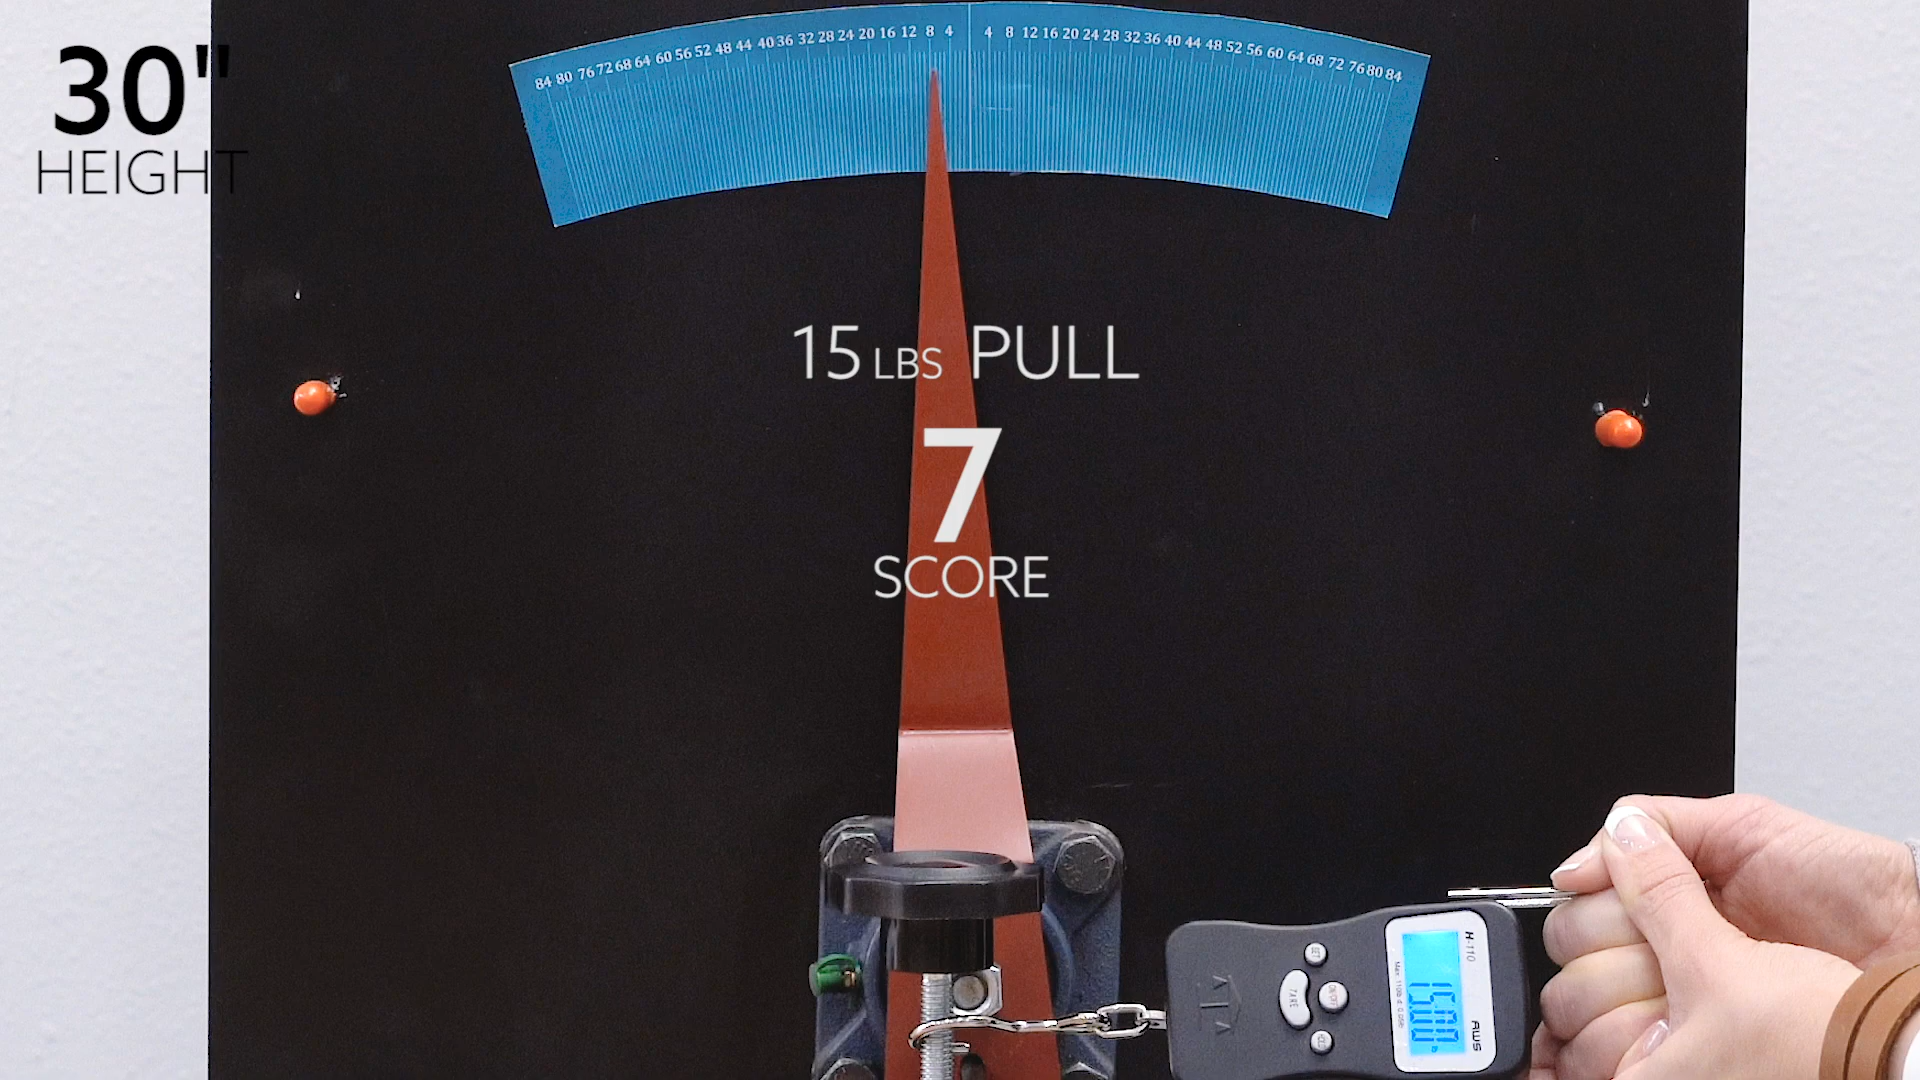 30"
HEIGHT
84 80 76 72 68 64 60 56 52 48 44 40 36 32 28 24 20 16 12 8 4 4 8 12 16 20 24 28 32 36 40 44 48 52 56 60 64 68 72 76 80 84
15 LBS PULL
7
SCORE
H-110
TARE
AWS
15.00